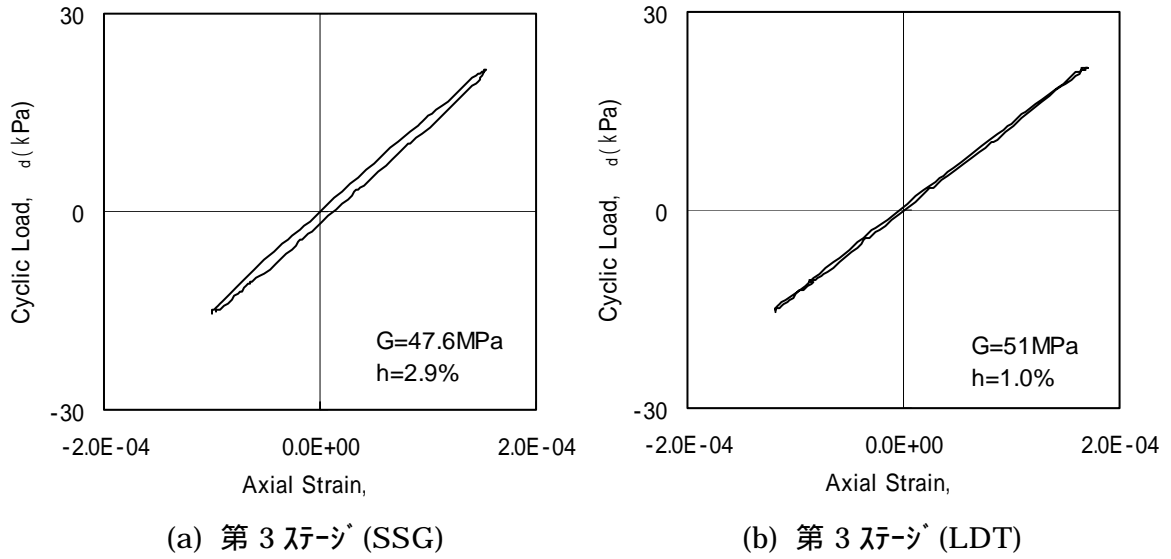 30
0
-30
Cyclic Load, d(kPa)
-2.0E-04 0.0E+00 2.0E-04
Axial Strain,
G=47.6MPa
h=2.9%
(a) 第 3 ｽﾃｰｼﾞ (SSG)
30
0
-30
Cyclic Load, d(kPa)
-2.0E-04 0.0E+00 2.0E-04
Axial Strain,
G=51MPa
h=1.0%
(b) 第 3 ｽﾃｰｼﾞ (LDT)